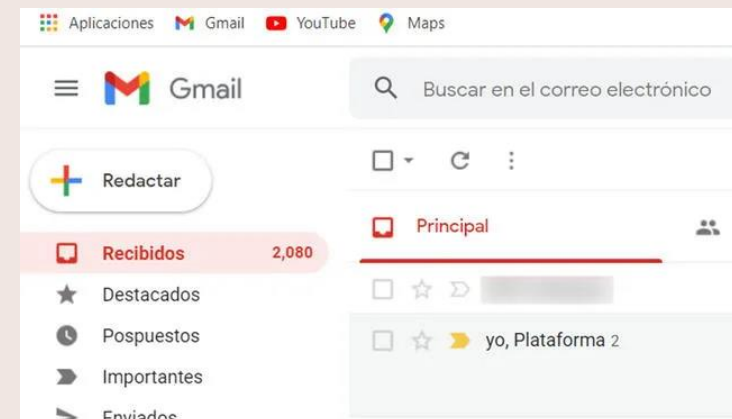 Aplicaciones Gmail YouTube Maps
Gmail
Buscar en el correo electrónico
Redactar
Principal
Recibidos 2,080
Destacados
Pospuestos
yo, Plataforma 2
Importantes
Enviados